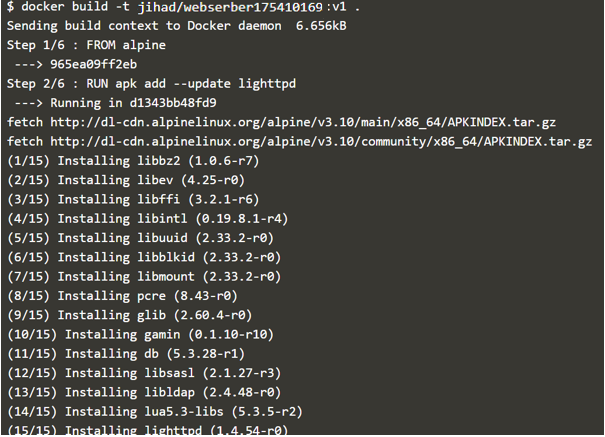 $ docker build -t jihad/webserber175410169:v1 .
Sending build context to Docker daemon  6.656kB
Step 1/6 : FROM alpine
 ---> 965ea09ff2eb
Step 2/6 : RUN apk add --update lighttpd
 ---> Running in d1343bb48fd9
fetch http://dl-cdn.alpinelinux.org/alpine/v3.10/main/x86_64/APKINDEX.tar.gz
fetch http://dl-cdn.alpinelinux.org/alpine/v3.10/community/x86_64/APKINDEX.tar.gz
(1/15) Installing libbz2 (1.0.6-r7)
(2/15) Installing libev (4.25-r0)
(3/15) Installing libffi (3.2.1-r6)
(4/15) Installing libintl (0.19.8.1-r4)
(5/15) Installing libuuid (2.33.2-r0)
(6/15) Installing libblkid (2.33.2-r0)
(7/15) Installing libmount (2.33.2-r0)
(8/15) Installing pcre (8.43-r0)
(9/15) Installing glib (2.60.4-r0)
(10/15) Installing gamin (0.1.10-r10)
(11/15) Installing db (5.3.28-r1)
(12/15) Installing libsasl (2.1.27-r3)
(13/15) Installing libldap (2.4.48-r0)
(14/15) Installing lua5.3-libs (5.3.5-r2)
(15/15) Installing lighttpd (1.4.54-r0)